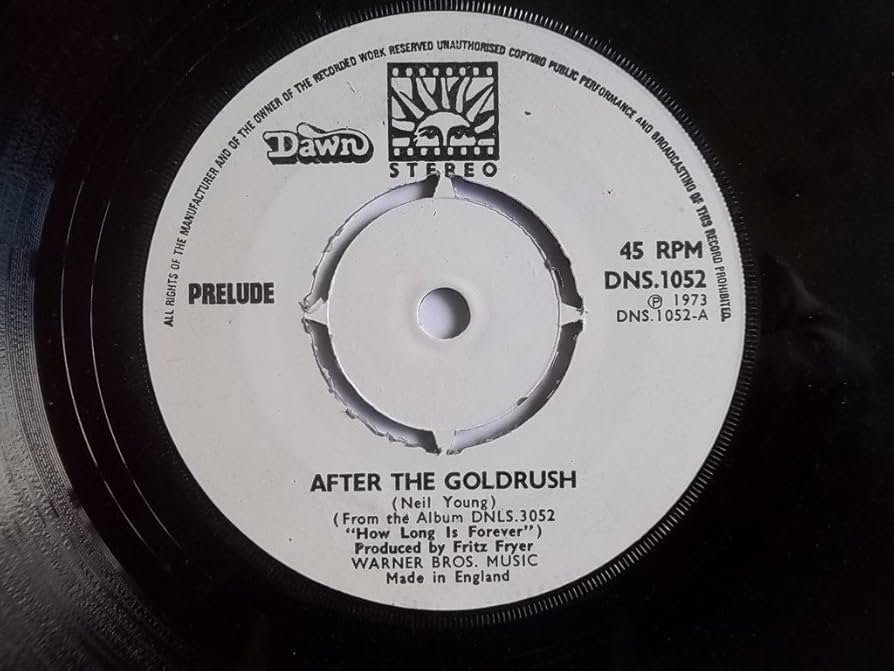 ALL RIGHTS OF THE MANUFACTURER AND OF THE OWNER OF THE RECORDED WORK RESERVED UNAUTHORISED COPYING PUBLIC PERFORMANCE AND BROADCASTING OF THIS RECORD PROHIBITED.
Dawn
STEREO
PRELUDE
45 RPM
DNS.1052
Ⓟ 1973
DNS.1052-A
AFTER THE GOLDRUSH
(Neil Young)
(From the Album DNLS.3052
"How Long Is Forever")
Produced by Fritz Fryer
WARNER BROS. MUSIC
Made in England